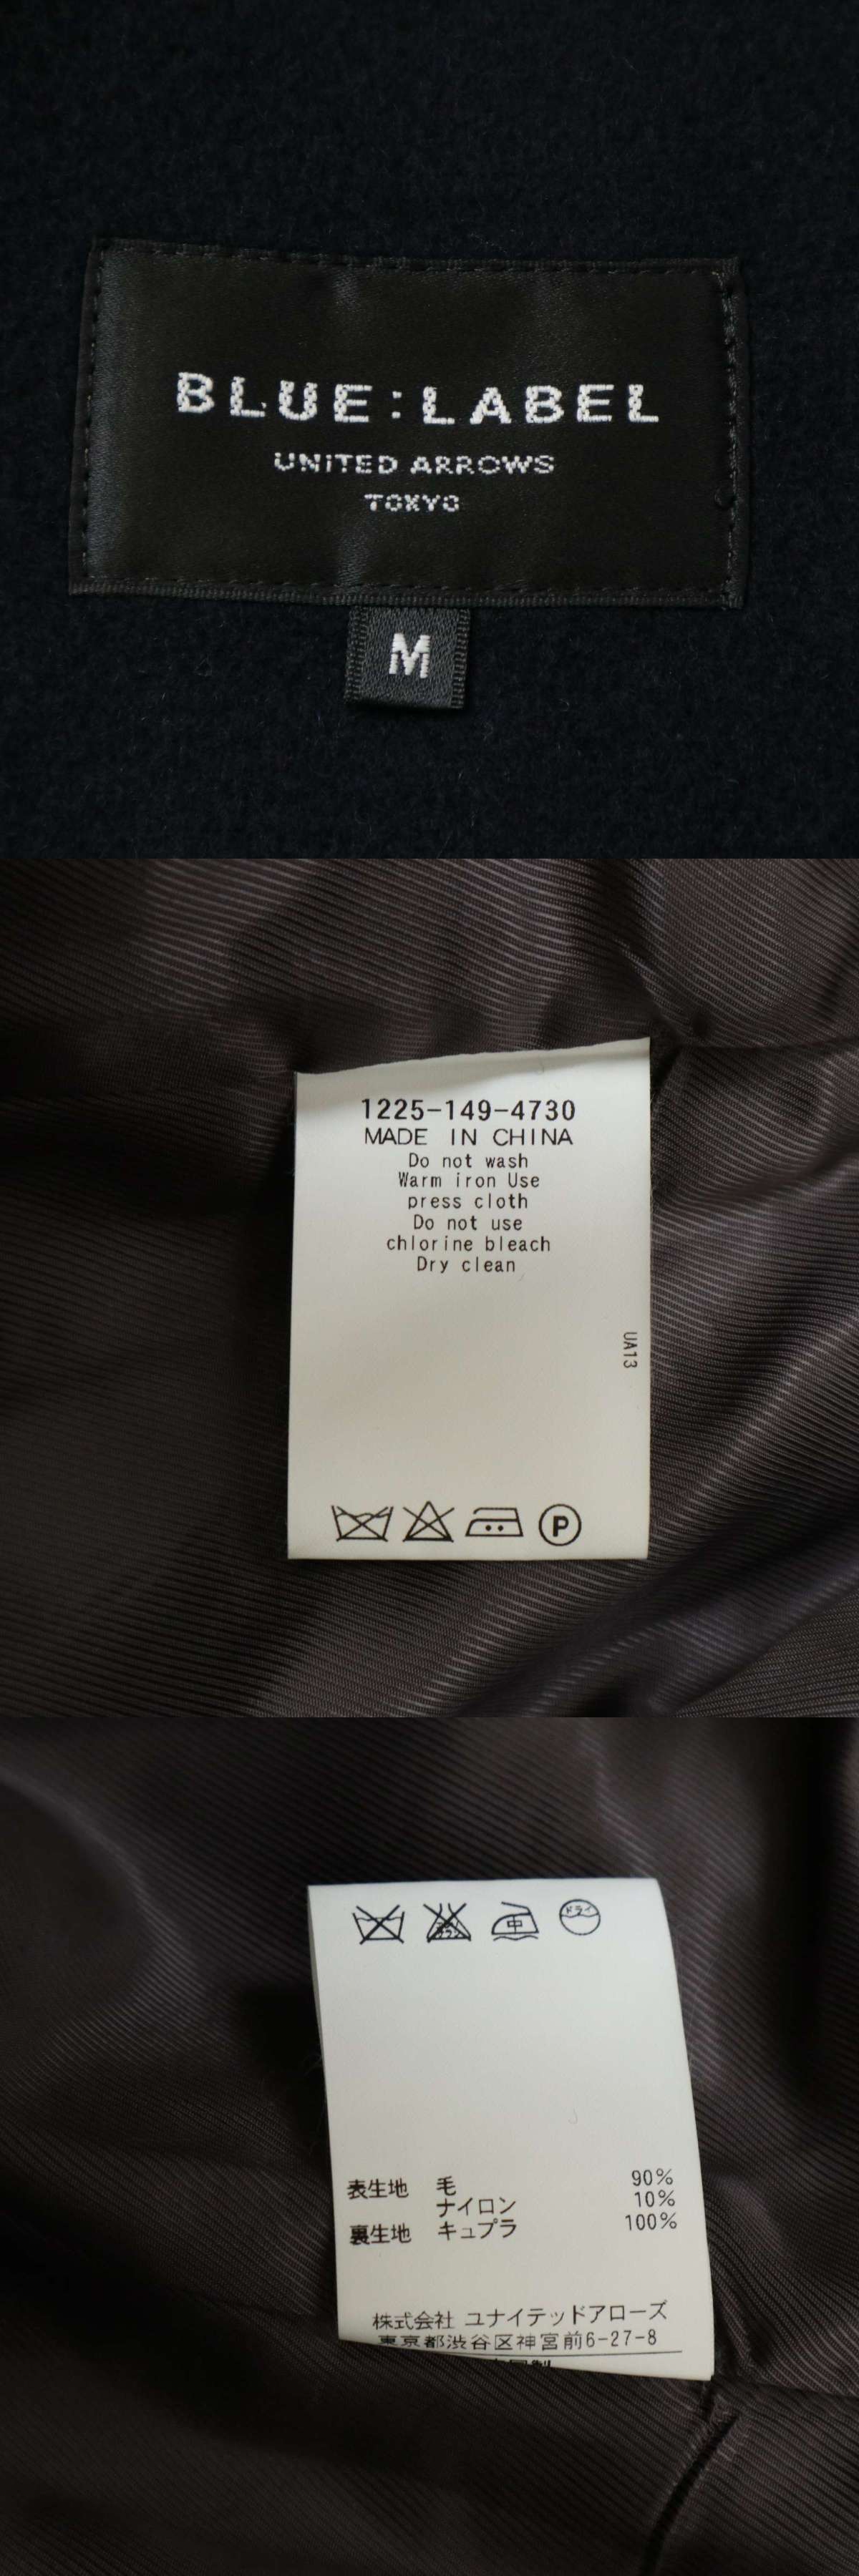 BLUE:LABEL
UNITED ARROWS
TOKYO
M
1225-149-4730
MADE IN CHINA
Do not wash
Warm iron Use
press cloth
Do not use
chlorine bleach
Dry clean
UA13
P
中 ドライ
表生地 毛 90%
ナイロン 10%
裏生地 キュプラ 100%
株式会社 ユナイテッドアローズ
東京都渋谷区神宮前6-27-8